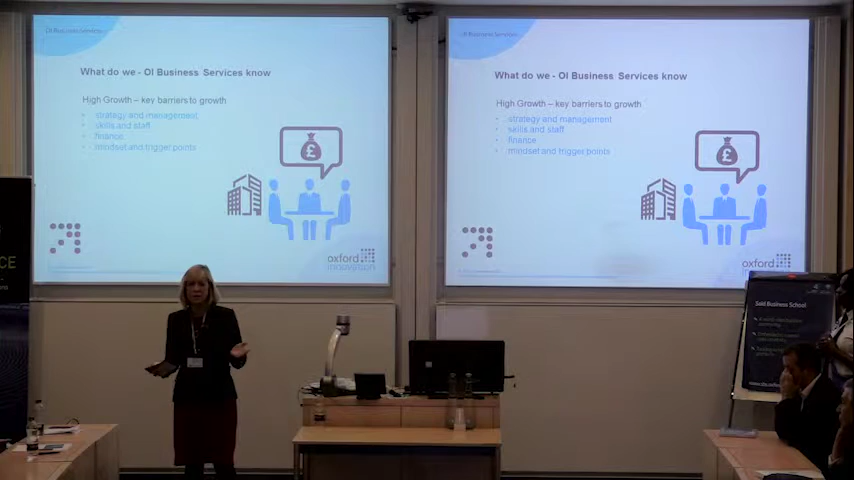 OI Business Services
What do we - OI Business Services know
High Growth – key barriers to growth
• strategy and management
• skills and staff
• finance
• mindset and trigger points
£
oxford
innovation
OI Business Services
What do we - OI Business Services know
High Growth – key barriers to growth
• strategy and management
• skills and staff
• finance
• mindset and trigger points
£
oxford
innovation
CE
Saïd Business School